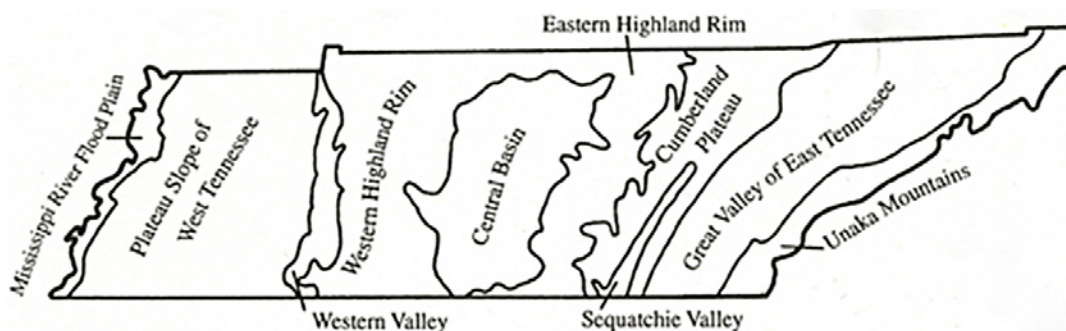 Eastern Highland Rim
Mississippi River Flood Plain
Plateau Slope of
West Tennessee
Western Highland Rim
Central Basin
Cumberland
Plateau
Great Valley of East Tennessee
Unaka Mountains
Western Valley
Sequatchie Valley